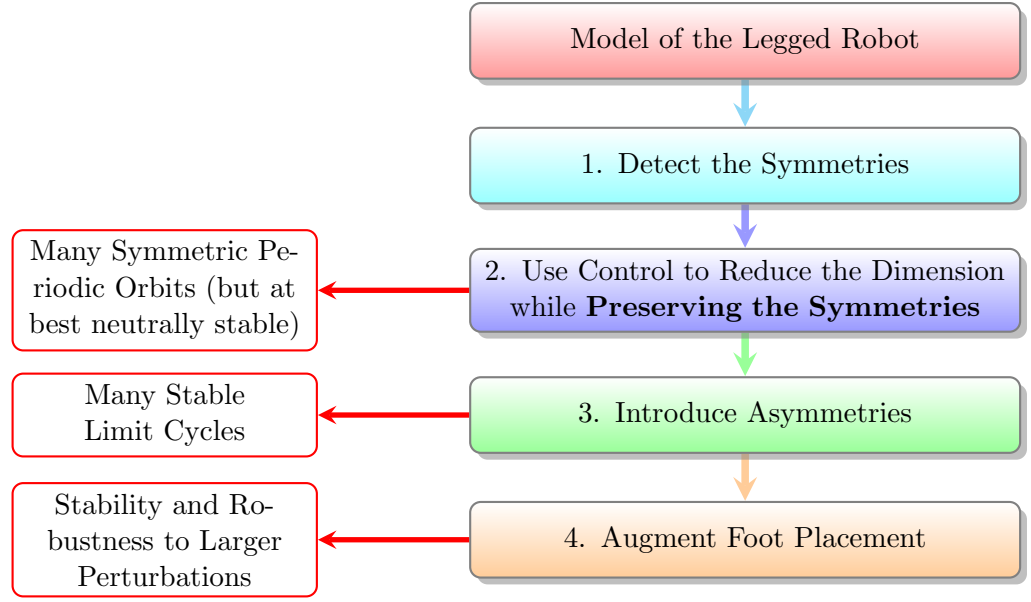 Model of the Legged Robot
1. Detect the Symmetries
Many Symmetric Pe-
riodic Orbits (but at
best neutrally stable)
2. Use Control to Reduce the Dimension
while Preserving the Symmetries
Many Stable
Limit Cycles
3. Introduce Asymmetries
Stability and Ro-
bustness to Larger
Perturbations
4. Augment Foot Placement